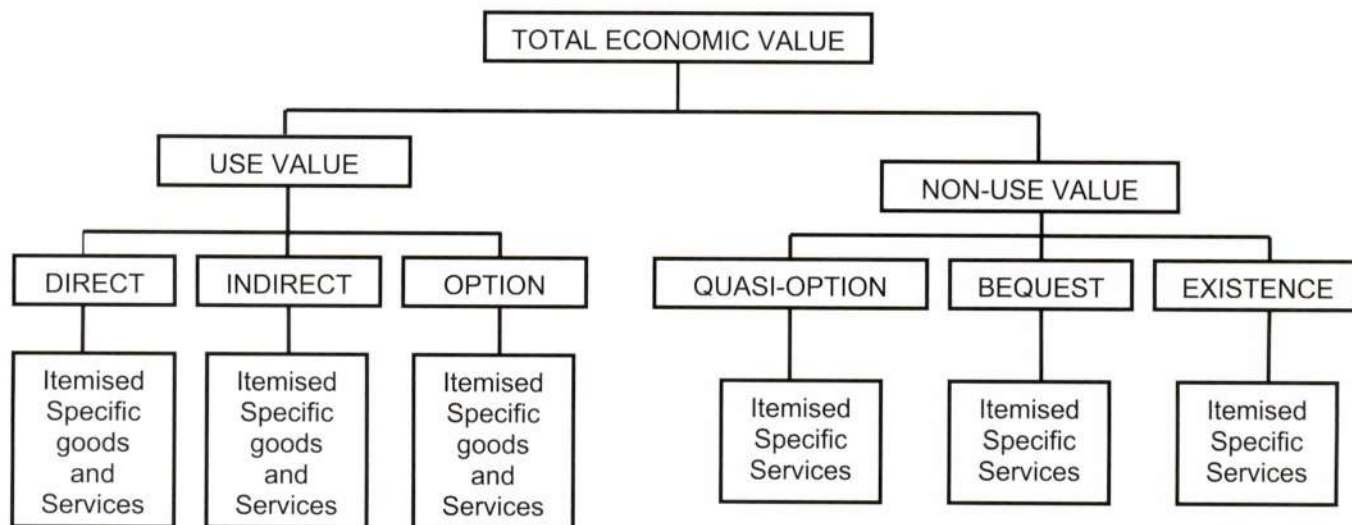 TOTAL ECONOMIC VALUE
USE VALUE
NON-USE VALUE
DIRECT
INDIRECT
OPTION
QUASI-OPTION
BEQUEST
EXISTENCE
Itemised
Specific
goods
and
Services
Itemised
Specific
goods
and
Services
Itemised
Specific
goods
and
Services
Itemised
Specific
Services
Itemised
Specific
Services
Itemised
Specific
Services